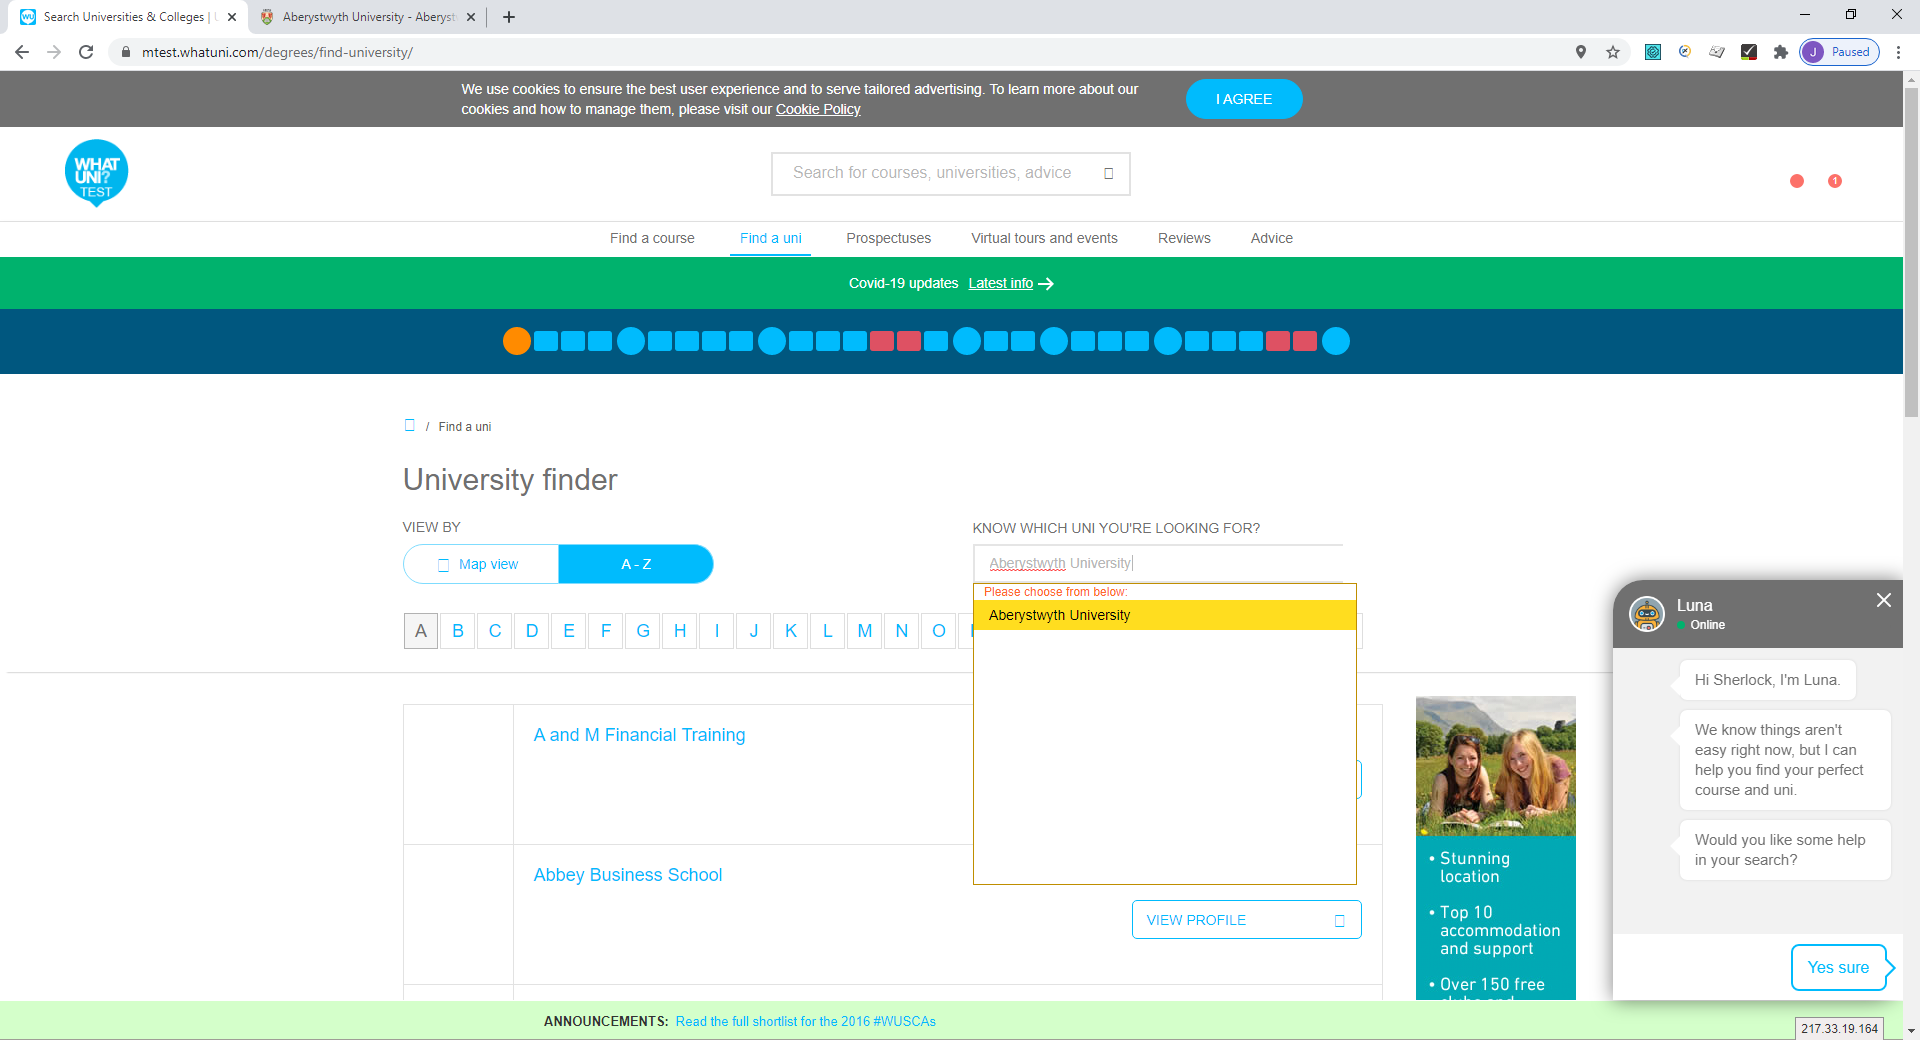 Search Universities & Colleges |
Aberystwyth University - Aberyst
mtest.whatuni.com/degrees/find-university/
J Paused
We use cookies to ensure the best user experience and to serve tailored advertising. To learn more about our
cookies and how to manage them, please visit our Cookie Policy
I AGREE
WHAT
UNI?
TEST
Search for courses, universities, advice
1
Find a course
Find a uni
Prospectuses
Virtual tours and events
Reviews
Advice
Covid-19 updates Latest info
/ Find a uni
University finder
VIEW BY
Map view
A - Z
KNOW WHICH UNI YOU'RE LOOKING FOR?
Aberystwyth University
Please choose from below:
Aberystwyth University
A B C D E F G H I J K L M N O
A and M Financial Training
Abbey Business School
VIEW PROFILE
• Stunning
location
• Top 10
accommodation
and support
• Over 150 free
Luna
Online
Hi Sherlock, I'm Luna.
We know things aren't
easy right now, but I can
help you find your perfect
course and uni.
Would you like some help
in your search?
Yes sure
ANNOUNCEMENTS: Read the full shortlist for the 2016 #WUSCAs
217.33.19.164